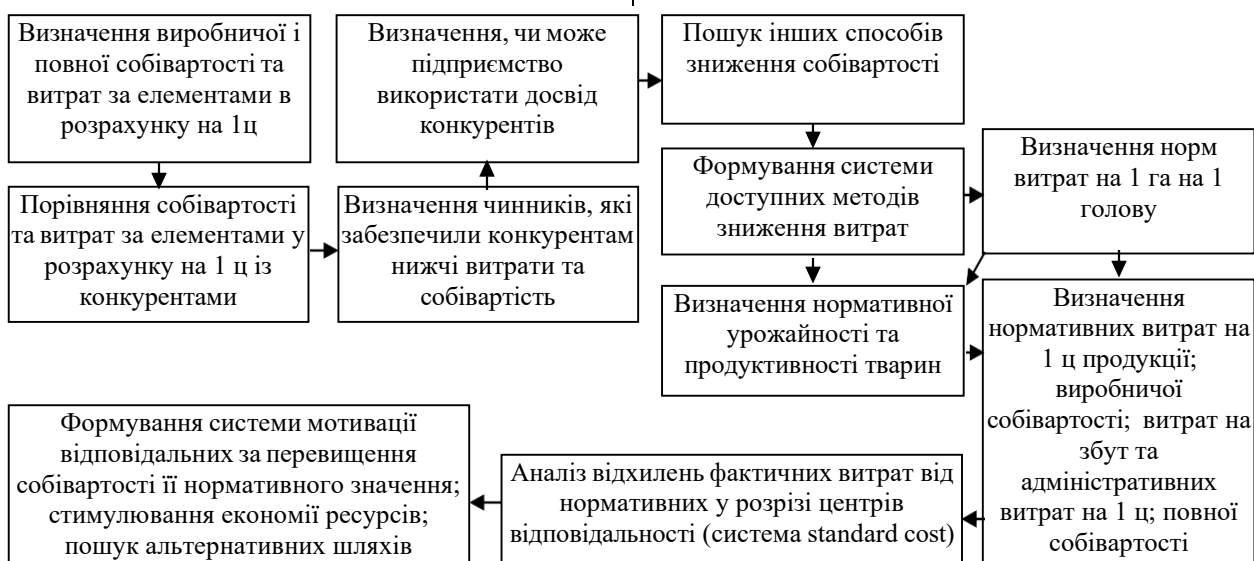 Визначення виробничої і
повної собівартості та
витрат за елементами в
розрахунку на 1ц
Порівняння собівартості
та витрат за елементами у
розрахунку на 1 ц із
конкурентами
Визначення чинників, які
забезпечили конкурентам
нижчі витрати та
собівартість
Визначення, чи може
підприємство
використати досвід
конкурентів
Пошук інших способів
зниження собівартості
Формування системи
доступних методів
зниження витрат
Визначення норм
витрат на 1 га на 1
голову
Визначення нормативної
урожайності та
продуктивності тварин
Визначення
нормативних витрат на
1 ц продукції;
виробничої
собівартості; витрат на
збут та
адміністративних
витрат на 1 ц; повної
собівартості
Аналіз відхилень фактичних витрат від
нормативних у розрізі центрів
відповідальності (система standard cost)
Формування системи мотивації
відповідальних за перевищення
собівартості її нормативного значення;
стимулювання економії ресурсів;
пошук альтернативних шляхів